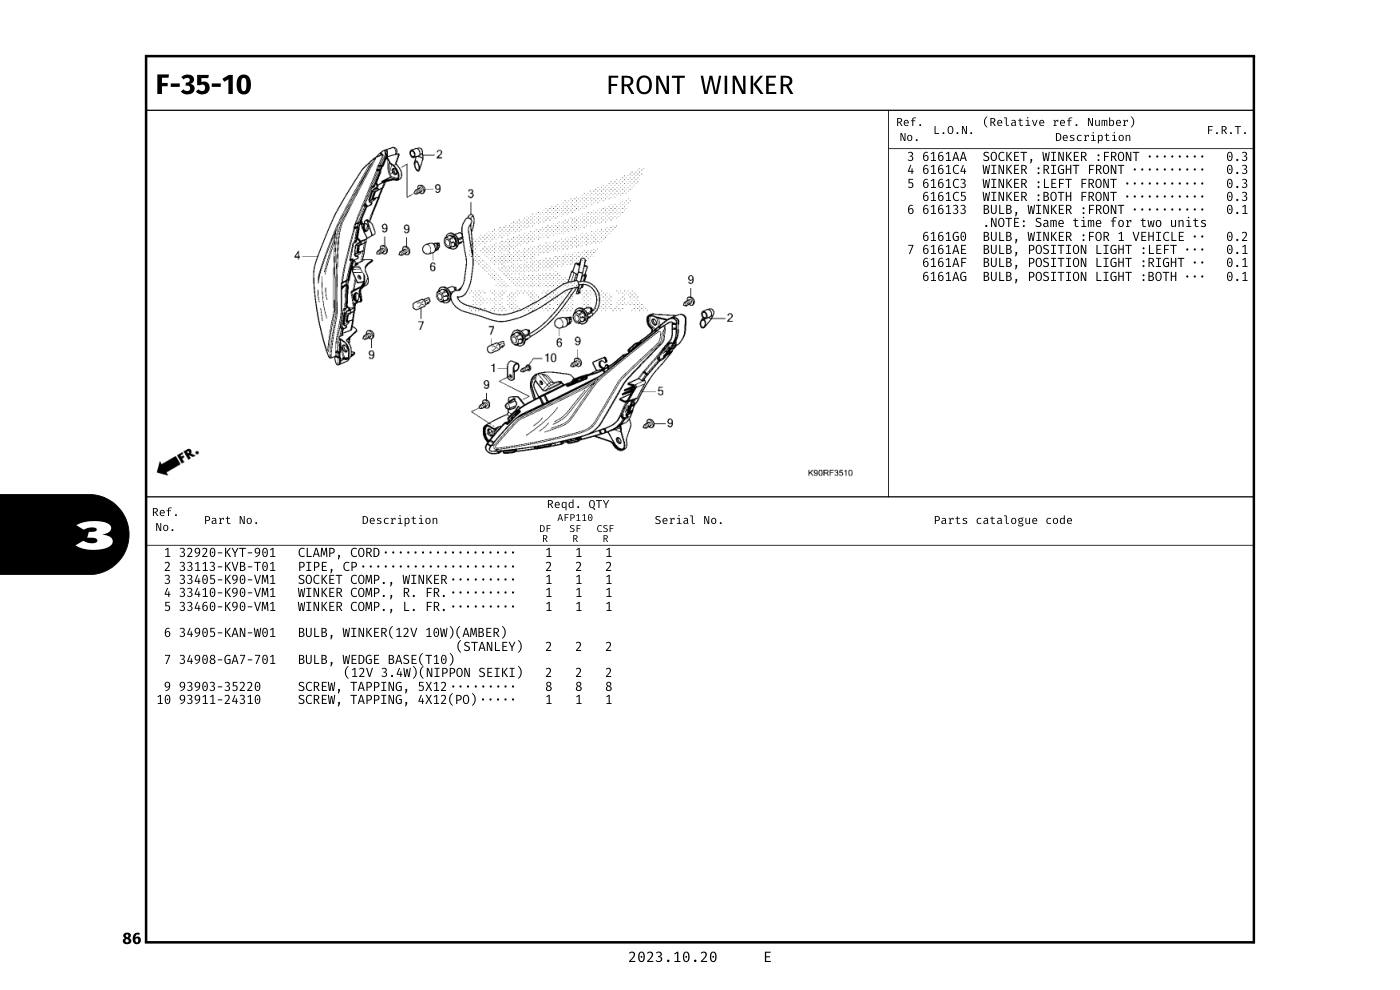 F-35-10
FRONT WINKER
2
9
3
9 9
4
6
7
7
6 9
9
1
10
9
9
2
5
9
FR.
K90RF3510
Ref. No. L.O.N. (Relative ref. Number) Description F.R.T.
3 6161AA SOCKET, WINKER :FRONT ········ 0.3
4 6161C4 WINKER :RIGHT FRONT ·········· 0.3
5 6161C3 WINKER :LEFT FRONT ··········· 0.3
6161C5 WINKER :BOTH FRONT ··········· 0.3
6 616133 BULB, WINKER :FRONT ·········· 0.1
.NOTE: Same time for two units
6161G0 BULB, WINKER :FOR 1 VEHICLE ·· 0.2
7 6161AE BULB, POSITION LIGHT :LEFT ··· 0.1
6161AF BULB, POSITION LIGHT :RIGHT ·· 0.1
6161AG BULB, POSITION LIGHT :BOTH ··· 0.1
3
Ref. No. Part No. Description Reqd. QTY AFP110 DF R SF R CSF R Serial No. Parts catalogue code
1 32920-KYT-901 CLAMP, CORD·················· 1 1 1
2 33113-KVB-T01 PIPE, CP····················· 2 2 2
3 33405-K90-VM1 SOCKET COMP., WINKER········· 1 1 1
4 33410-K90-VM1 WINKER COMP., R. FR.········· 1 1 1
5 33460-K90-VM1 WINKER COMP., L. FR.········· 1 1 1
6 34905-KAN-W01 BULB, WINKER(12V 10W)(AMBER)
(STANLEY) 2 2 2
7 34908-GA7-701 BULB, WEDGE BASE(T10)
(12V 3.4W)(NIPPON SEIKI) 2 2 2
9 93903-35220 SCREW, TAPPING, 5X12········· 8 8 8
10 93911-24310 SCREW, TAPPING, 4X12(PO)····· 1 1 1
86
2023.10.20 E